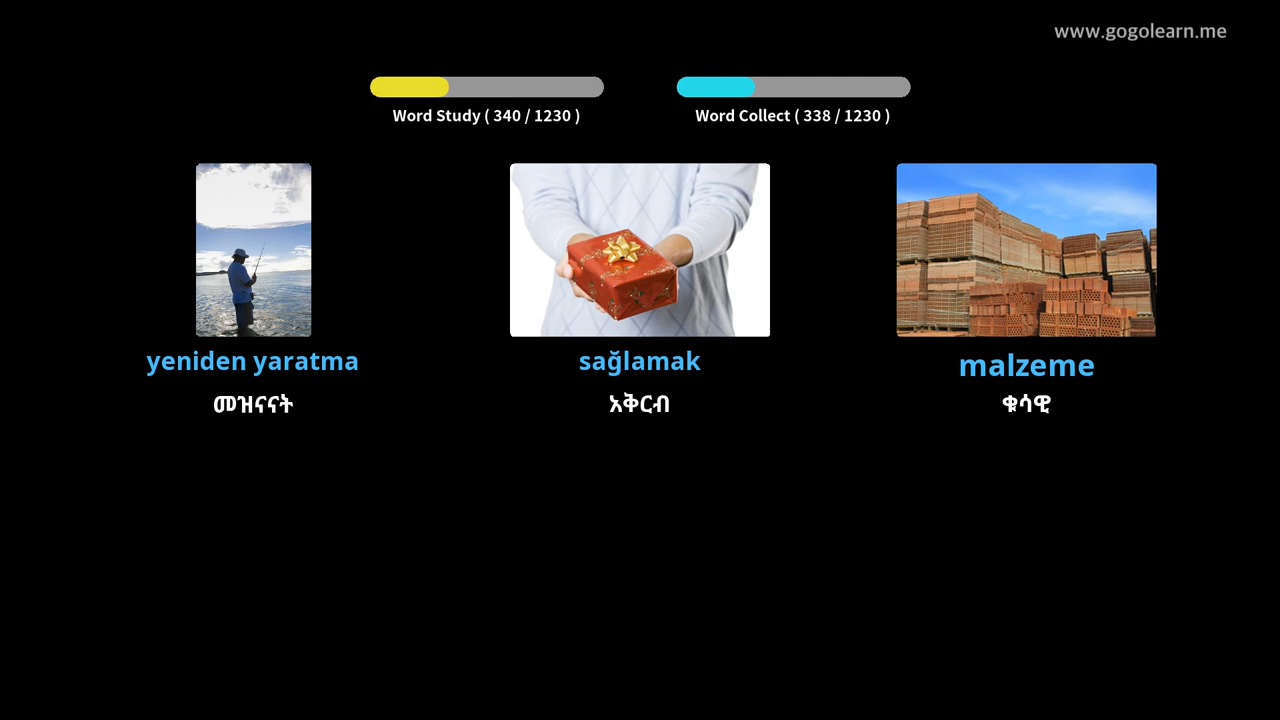 www.gogolearn.me
Word Study ( 340 / 1230 )
Word Collect ( 338 / 1230 )
yeniden yaratma
sağlamak
malzeme
መዝናናት
አቅርብ
ቁሳዊ